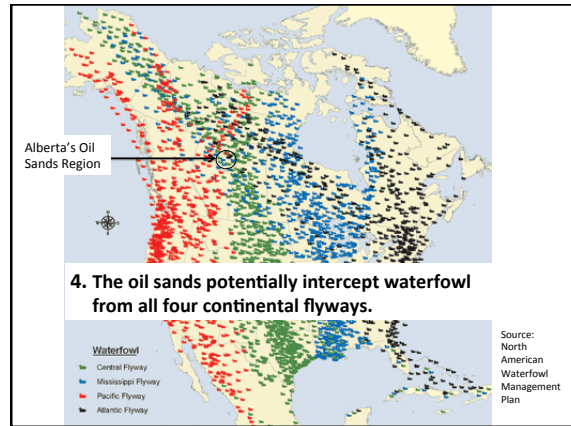 Alberta's Oil
Sands Region
4. The oil sands potentially intercept waterfowl
from all four continental flyways.
Waterfowl
Central Flyway
Mississippi Flyway
Pacific Flyway
Atlantic Flyway
Source:
North
American
Waterfowl
Management
Plan